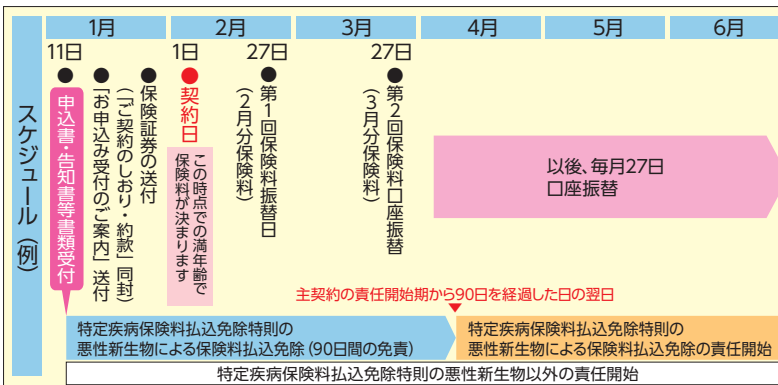 スケジュール（例）
1月
2月
3月
4月
5月
6月
11日
1日
27日
27日
申込書・告知書等書類受付
「お申込み受付のご案内」送付
（「ご契約のしおり・約款」同封）
保険証券の送付
契約日
この時点での満年齢で
保険料が決まります
第1回保険料振替日
（2月分保険料）
第2回保険料口座振替
（3月分保険料）
以後、毎月27日
口座振替
主契約の責任開始期から90日を経過した日の翌日
特定疾病保険料払込免除特則の
悪性新生物による保険料払込免除（90日間の免責）
特定疾病保険料払込免除特則の
悪性新生物による保険料払込免除の責任開始
特定疾病保険料払込免除特則の悪性新生物以外の責任開始